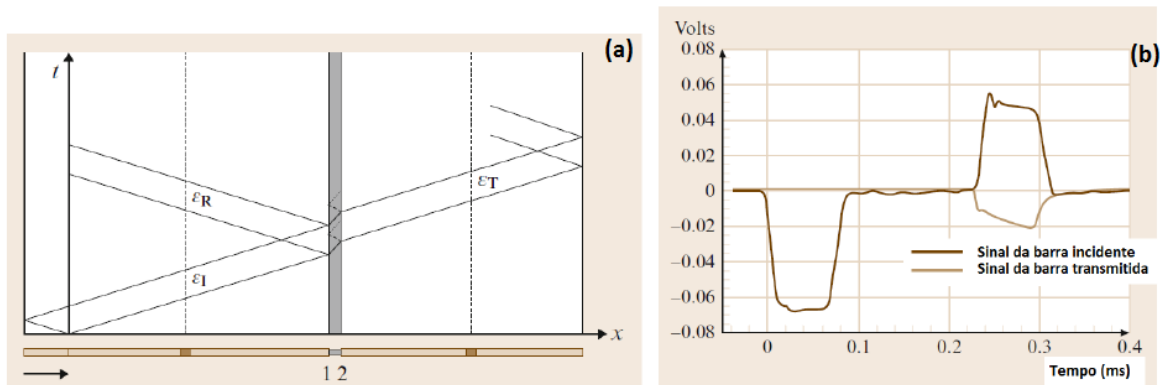 (a)
t
εR
εT
εI
x
1 2
Volts
(b)
0.08
0.06
0.04
0.02
0
−0.02
−0.04
−0.06
−0.08
Sinal da barra incidente
Sinal da barra transmitida
0 0.1 0.2 0.3 0.4
Tempo (ms)